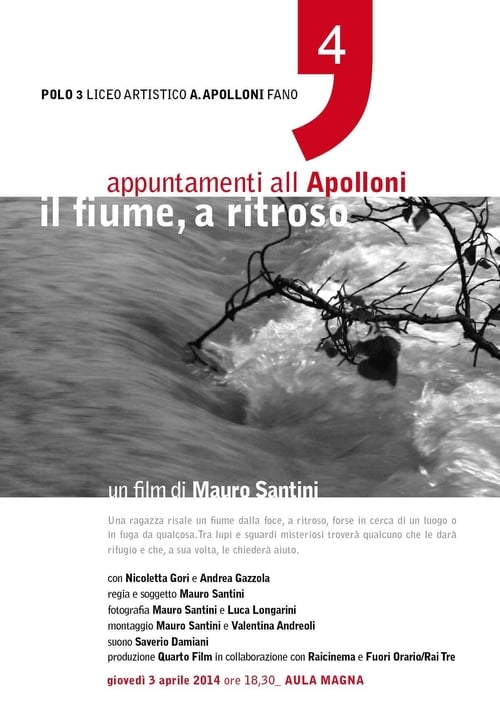 4
POLO 3 LICEO ARTISTICO A. APOLLONI FANO
appuntamenti all Apolloni
il fiume, a ritroso
un film di Mauro Santini
Una ragazza risale un fiume dalla foce, a ritroso, forse in cerca di un luogo o
in fuga da qualcosa.Tra lupi e sguardi misteriosi troverà qualcuno che le darà
rifugio e che, a sua volta, le chiederà aiuto.
con Nicoletta Gori e Andrea Gazzola
regia e soggetto Mauro Santini
fotografia Mauro Santini e Luca Longarini
montaggio Mauro Santini e Valentina Andreoli
suono Saverio Damiani
produzione Quarto Film in collaborazione con Raicinema e Fuori Orario/Rai Tre
giovedì 3 aprile 2014 ore 18,30_ AULA MAGNA